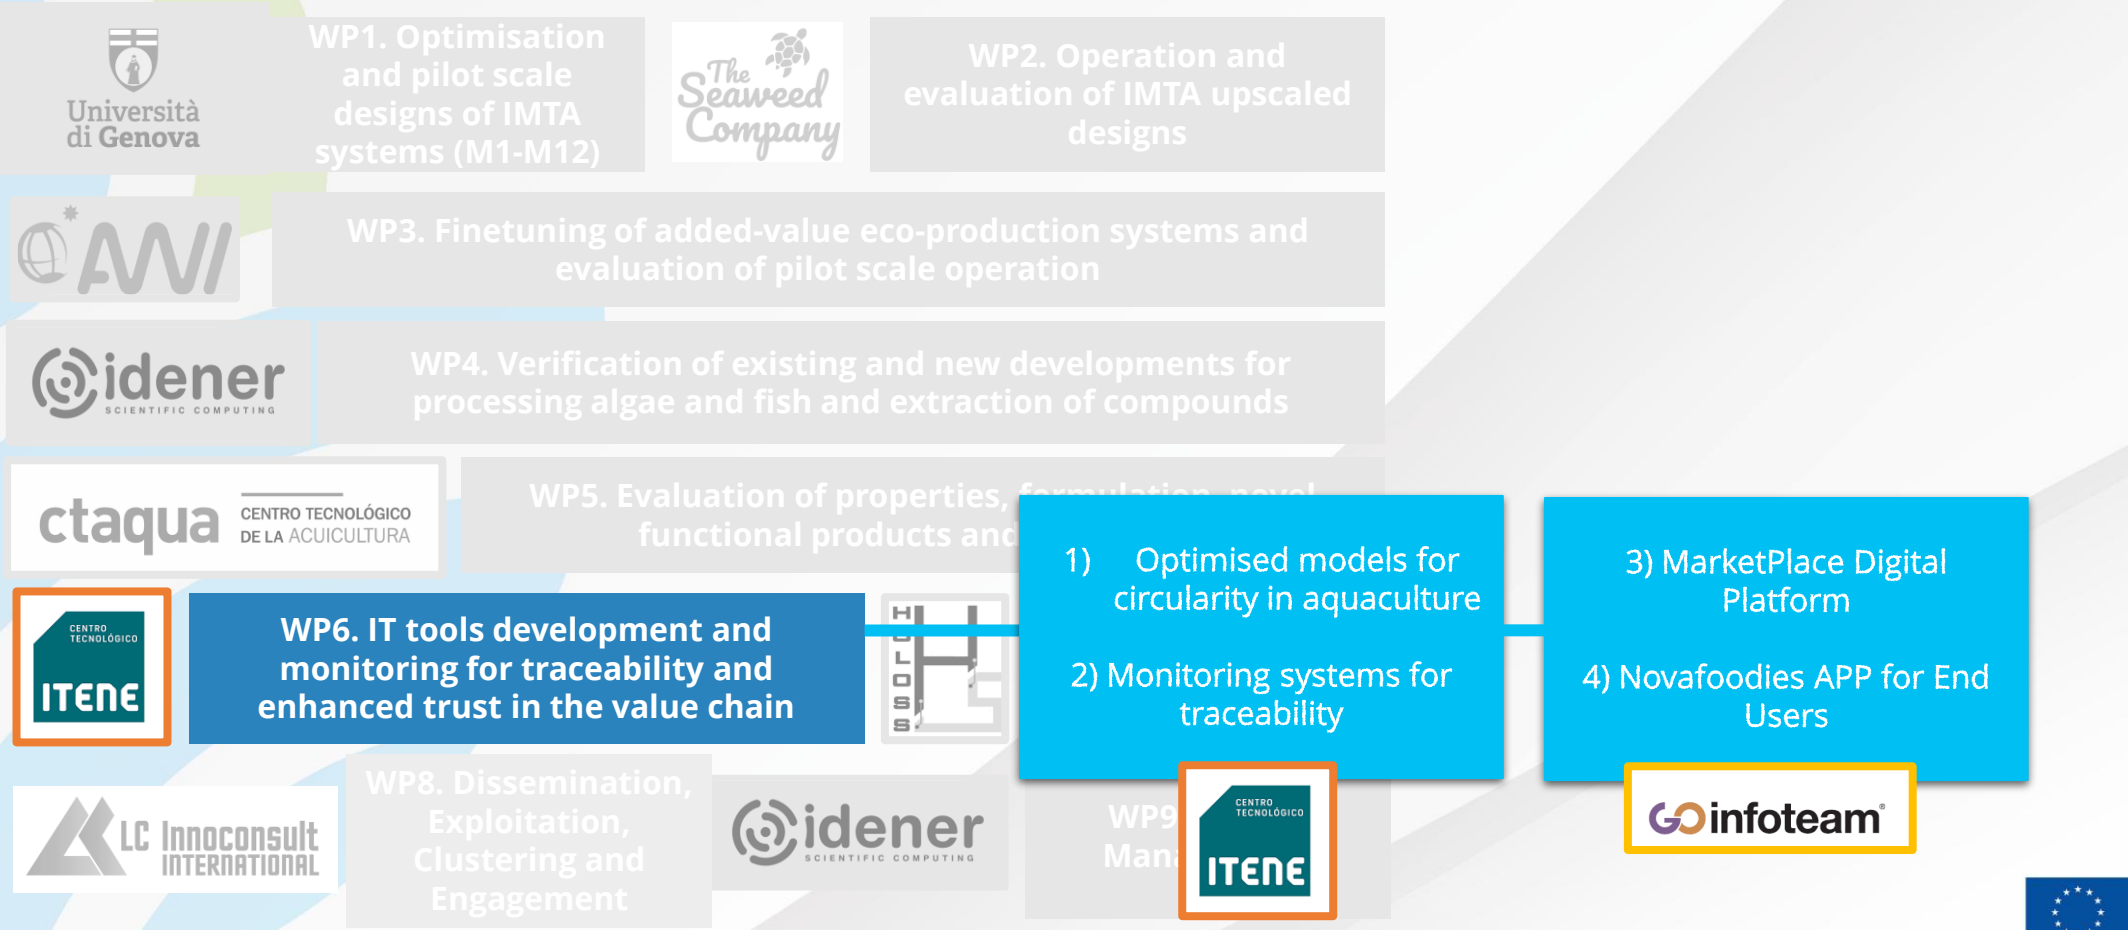 Università
di Genova
WP1. Optimisation
and pilot scale
designs of IMTA
systems (M1-M12)
The
Seaweed
Company
WP2. Operation and
evaluation of IMTA upscaled
designs
AWI
WP3. Finetuning of added-value eco-production systems and
evaluation of pilot scale operation
idener
SCIENTIFIC COMPUTING
WP4. Verification of existing and new developments for
processing algae and fish and extraction of compounds
ctaqua
CENTRO TECNOLÓGICO
DE LA ACUICULTURA
WP5. Evaluation of properties, formulation, novel
functional products and
CENTRO
TECNOLÓGICO
ITENE
WP6. IT tools development and
monitoring for traceability and
enhanced trust in the value chain
HOLOSS
1) Optimised models for
circularity in aquaculture
2) Monitoring systems for
traceability
3) MarketPlace Digital
Platform
4) Novafoodies APP for End
Users
LC Innoconsult
INTERNATIONAL
WP8. Dissemination,
Exploitation,
Clustering and
Engagement
idener
SCIENTIFIC COMPUTING
WP9
CENTRO
TECNOLÓGICO
ITENE
GO infoteam®